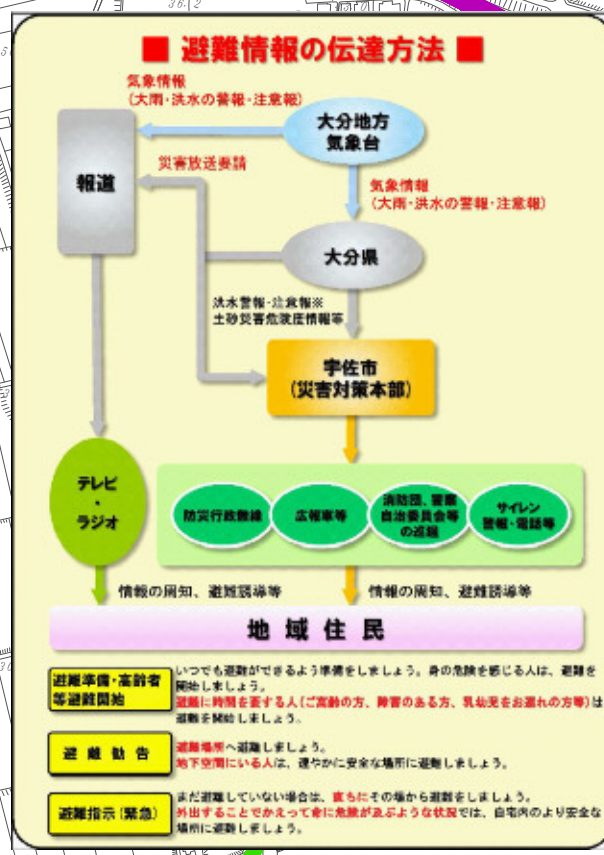 ■ 避難情報の伝達方法 ■
気象情報
(大雨・洪水の警報・注意報)
大分地方
気象台
報道
災害放送要請
気象情報
(大雨・洪水の警報・注意報)
大分県
洪水警報・注意報※
土砂災害危険度情報等
宇佐市
(災害対策本部)
テレビ
・
ラジオ
防災行政無線
広報車等
消防団、警察
自治委員会等
の巡回
サイレン
警報・電話等
情報の周知、避難誘導等
情報の周知、避難誘導等
地域住民
避難準備・高齢者
等避難開始
いつでも避難ができるよう準備をしましょう。身の危険を感じる人は、避難を
開始しましょう。
避難に時間を要する人(ご高齢の方、障害のある方、乳幼児をお連れの方等)は
避難を開始しましょう。
避難勧告
避難場所へ避難しましょう。
地下空間にいる人は、速やかに安全な場所に避難しましょう。
避難指示(緊急)
まだ避難していない場合は、直ちにその場から避難をしましょう。
外出することでかえって命に危険が及ぶような状況では、自宅内のより安全な
場所に避難しましょう。